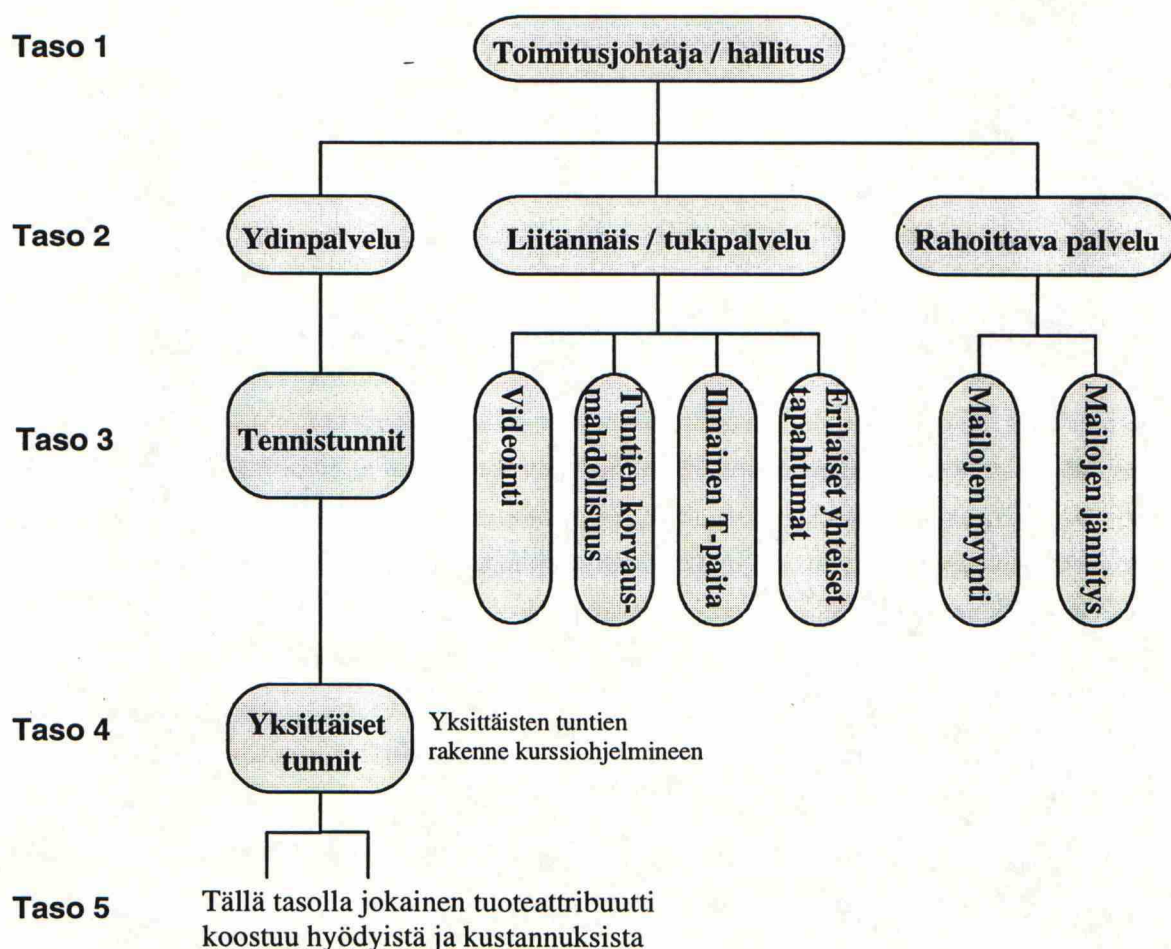 Taso 1
Toimitusjohtaja / hallitus
Taso 2
Ydinpalvelu
Liitännäis / tukipalvelu
Rahoittava palvelu
Taso 3
Tennistunnit
Videointi
Tuntien korvaus-
mahdollisuus
Ilmainen T-paita
Erilaiset yhteiset
tapahtumat
Mailojen myynti
Mailojen jännitys
Taso 4
Yksittäiset
tunnit
Yksittäisten tuntien
rakenne kurssiohjelmineen
Taso 5
Tällä tasolla jokainen tuoteattribuutti
koostuu hyödyistä ja kustannuksista